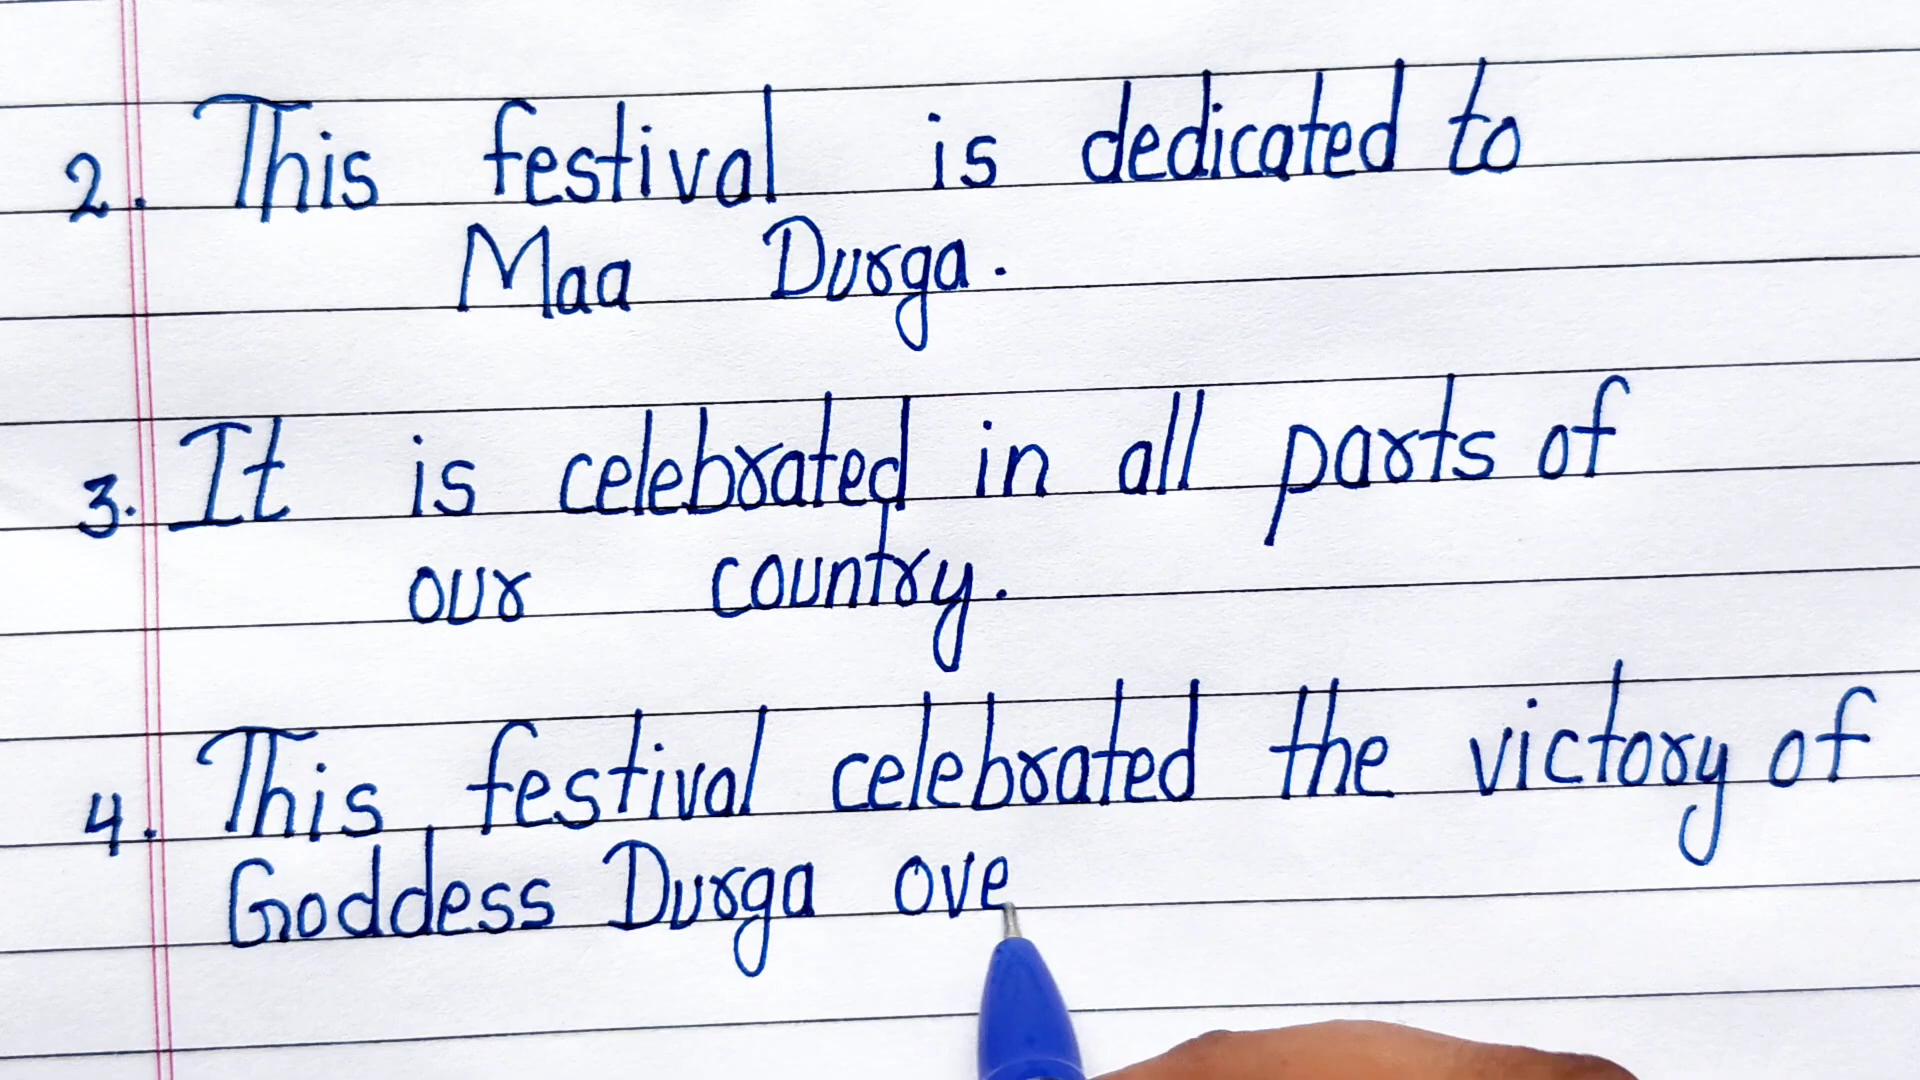 2. This festival is dedicated to
Maa Durga.
3. It is celebrated in all parts of
our country.
4. This festival celebrated the victory of
Goddess Durga ove